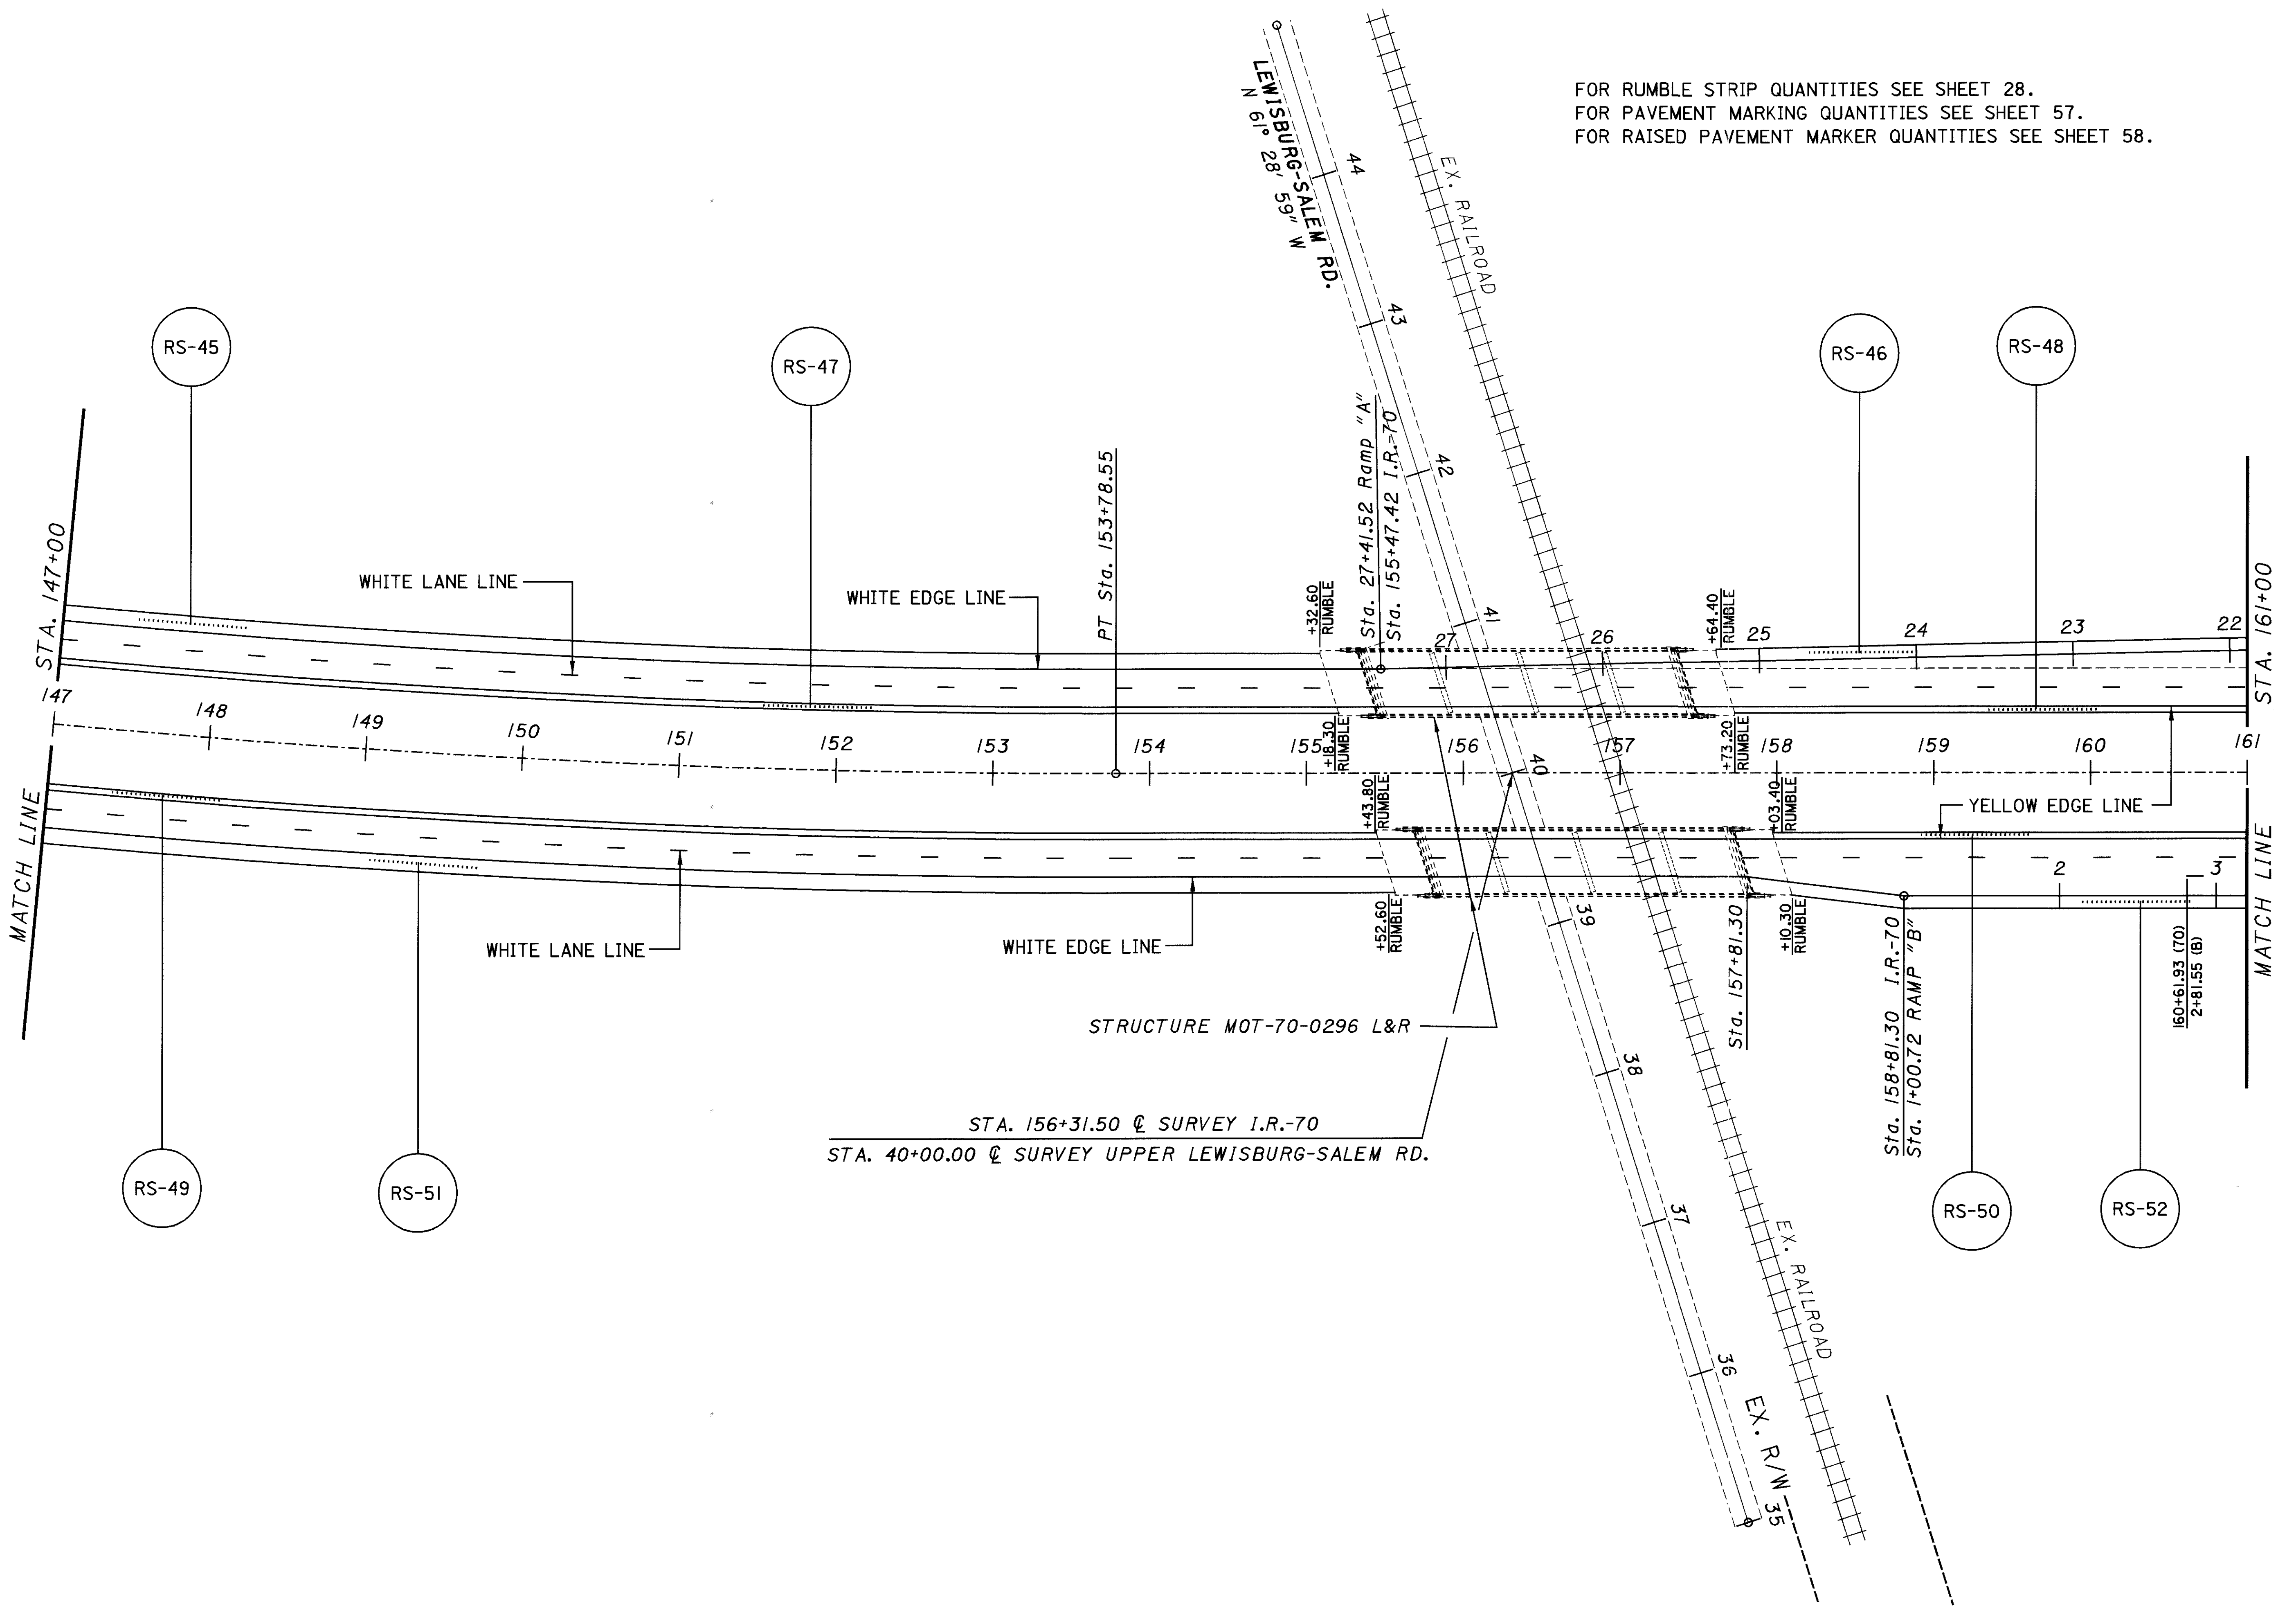 FOR RUMBLE STRIP QUANTITIES SEE SHEET 28.
FOR PAVEMENT MARKING QUANTITIES SEE SHEET 57.
FOR RAISED PAVEMENT MARKER QUANTITIES SEE SHEET 58.
LEWISBURG-SALEM RD.
N 61° 28' 59" W
44
EX. RAILROAD
43
42
41
RS-45
RS-47
RS-46
RS-48
STA. 147+00
WHITE LANE LINE
WHITE EDGE LINE
PT Sta. 153+78.55
+32.60
RUMBLE
Sta. 27+41.52 Ramp "A"
Sta. 155+47.42 I.R.-70
+64.40
RUMBLE
27
26
25
24
23
22
STA. 161+00
147
148
149
150
151
152
153
154
155
156
157
158
159
160
161
+18.30
RUMBLE
40
+73.20
RUMBLE
MATCH LINE
+43.80
RUMBLE
+03.40
RUMBLE
YELLOW EDGE LINE
MATCH LINE
2
3
WHITE LANE LINE
WHITE EDGE LINE
+52.60
RUMBLE
39
Sta. 157+81.30
+10.30
RUMBLE
Sta. 158+81.30 I.R.-70
Sta. 1+00.72 RAMP "B"
160+61.93 (70)
2+81.55 (B)
STRUCTURE MOT-70-0296 L&R
38
STA. 156+31.50 ℄ SURVEY I.R.-70
STA. 40+00.00 ℄ SURVEY UPPER LEWISBURG-SALEM RD.
RS-49
RS-51
RS-50
RS-52
37
EX. RAILROAD
36
EX. R/W
35